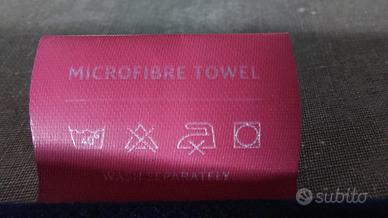 MICROFIBRE TOWEL
40°
WASH SEPARATELY
subito